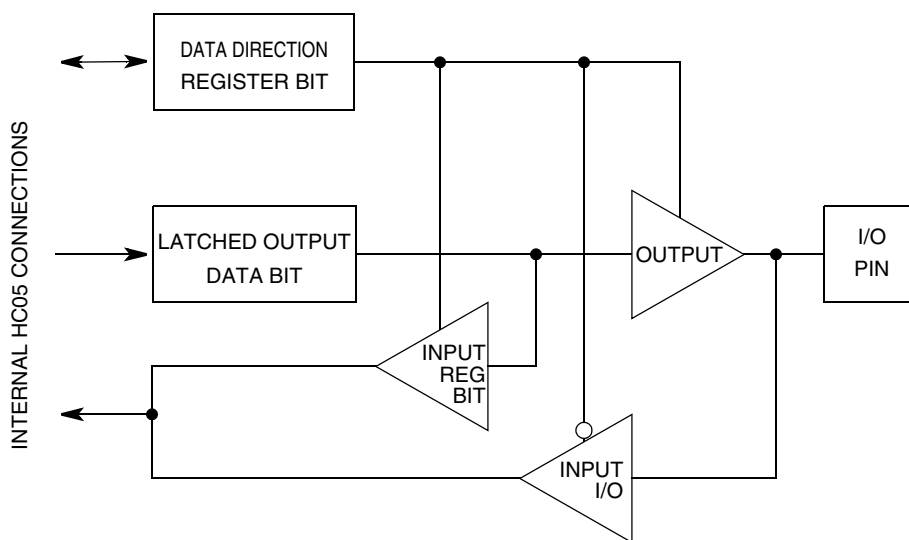 DATA DIRECTION
REGISTER BIT
INTERNAL HC05 CONNECTIONS
LATCHED OUTPUT
DATA BIT
OUTPUT
I/O
PIN
INPUT
REG
BIT
INPUT
I/O